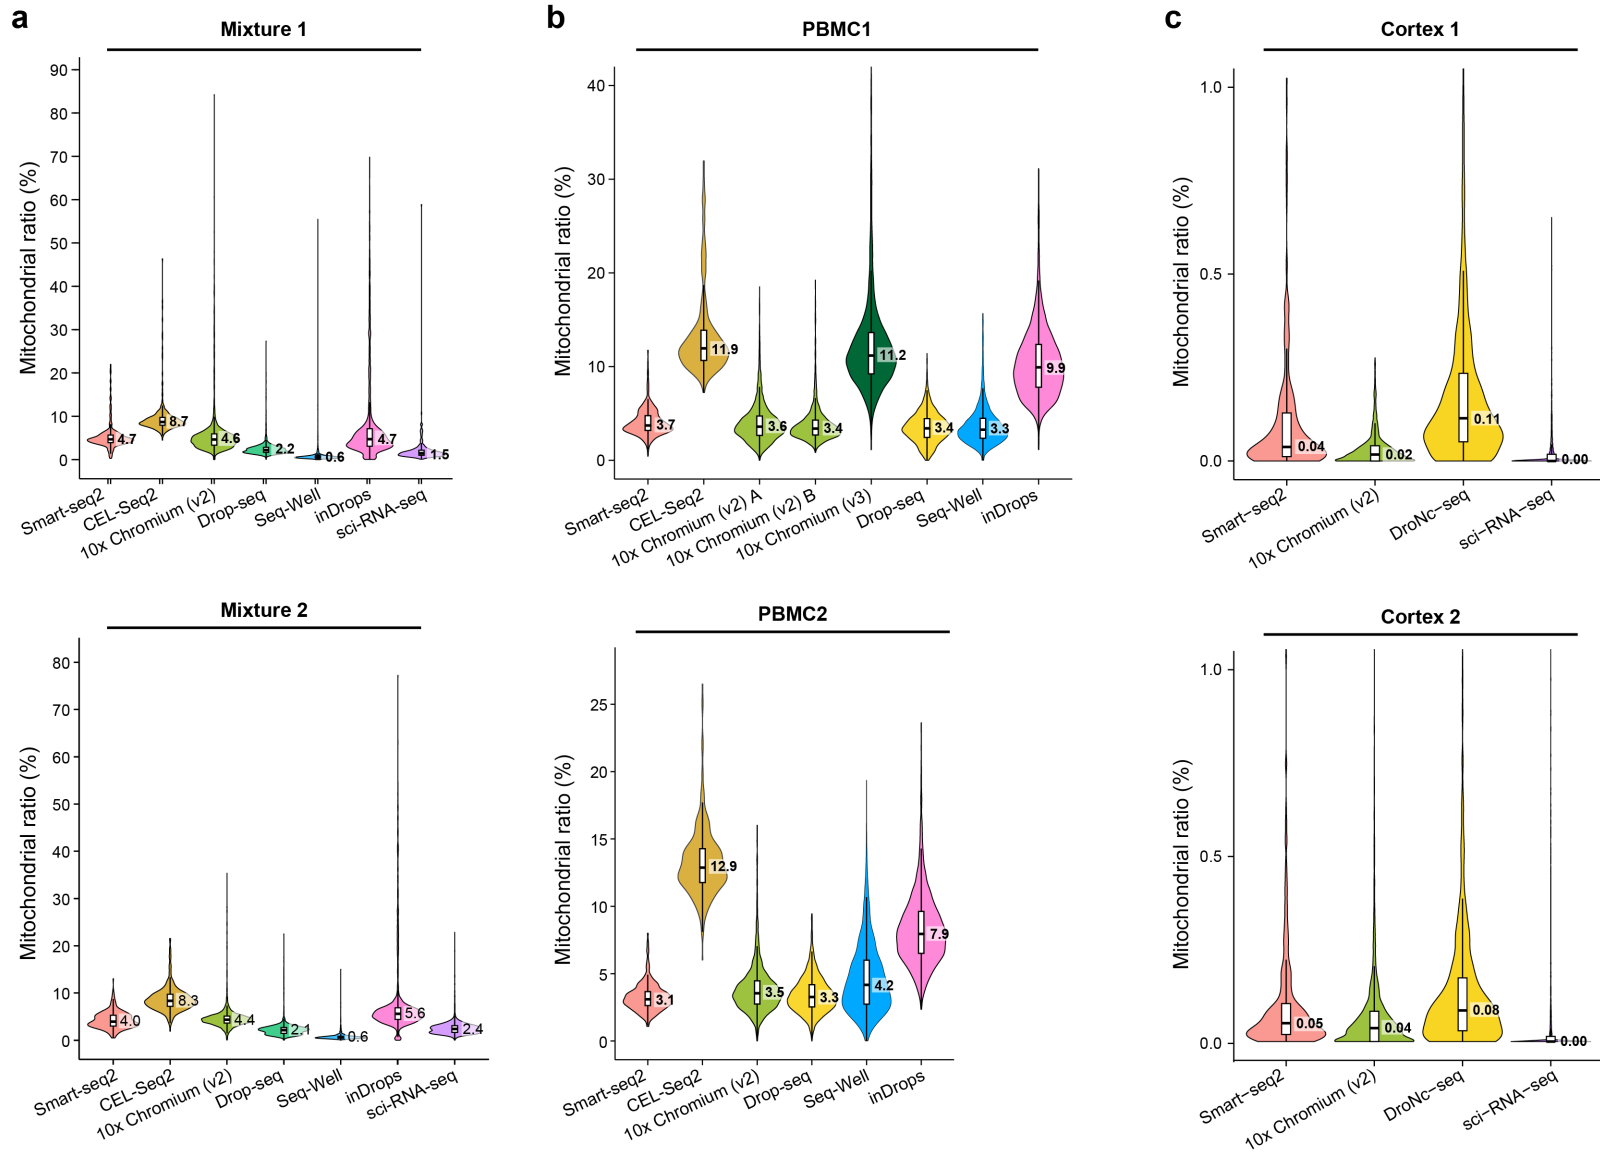 a
Mixture 1
Mitochondrial ratio (%)
90
80
70
60
50
40
30
20
10
0
4.7
8.7
4.6
2.2
0.6
4.7
1.5
Smart-seq2
CEL-Seq2
10x Chromium (v2)
Drop-seq
Seq-Well
inDrops
sci-RNA-seq
b
PBMC1
Mitochondrial ratio (%)
40
30
20
10
0
3.7
11.9
3.6
3.4
11.2
3.4
3.3
9.9
Smart-seq2
CEL-Seq2
10x Chromium (v2) A
10x Chromium (v2) B
10x Chromium (v3)
Drop-seq
Seq-Well
inDrops
c
Cortex 1
Mitochondrial ratio (%)
1.0
0.5
0.0
0.04
0.02
0.11
0.00
Smart−seq2
10x Chromium (v2)
DroNc−seq
sci−RNA−seq
Mixture 2
Mitochondrial ratio (%)
80
70
60
50
40
30
20
10
0
4.0
8.3
4.4
2.1
0.6
5.6
2.4
Smart-seq2
CEL-Seq2
10x Chromium (v2)
Drop-seq
Seq-Well
inDrops
sci-RNA-seq
PBMC2
Mitochondrial ratio (%)
25
20
15
10
5
0
3.1
12.9
3.5
3.3
4.2
7.9
Smart-seq2
CEL-Seq2
10x Chromium (v2)
Drop-seq
Seq-Well
inDrops
Cortex 2
Mitochondrial ratio (%)
1.0
0.5
0.0
0.05
0.04
0.08
0.00
Smart−seq2
10x Chromium (v2)
DroNc−seq
sci−RNA−seq